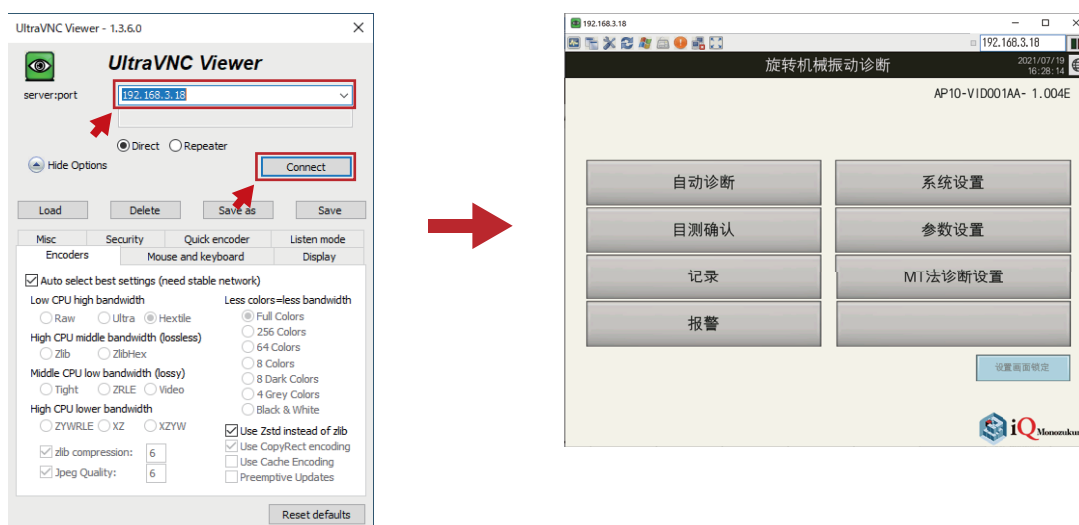 UltraVNC Viewer - 1.3.6.0
UltraVNC Viewer
server:port
192.168.3.18
Direct
Repeater
Hide Options
Connect
Load
Delete
Save as
Save
Misc
Security
Quick encoder
Listen mode
Encoders
Mouse and keyboard
Display
Auto select best settings (need stable network)
Low CPU high bandwidth
Raw
Ultra
Hextile
High CPU middle bandwidth (lossless)
Zlib
ZlibHex
Middle CPU low bandwidth (lossy)
Tight
ZRLE
Video
High CPU lower bandwidth
ZYWRLE
XZ
XZYW
zlib compression:
6
Jpeg Quality:
6
Less colors=less bandwidth
Full Colors
256 Colors
64 Colors
8 Colors
8 Dark Colors
4 Grey Colors
Black & White
Use Zstd instead of zlib
Use CopyRect encoding
Use Cache Encoding
Preemptive Updates
Reset defaults
192.168.3.18
192.168.3.18
旋转机械振动诊断
2021/07/19
16:28:14
AP10-VID001AA- 1.004E
自动诊断
系统设置
目测确认
参数设置
记录
MT法诊断设置
报警
设置画面锁定
iQ Monozukur